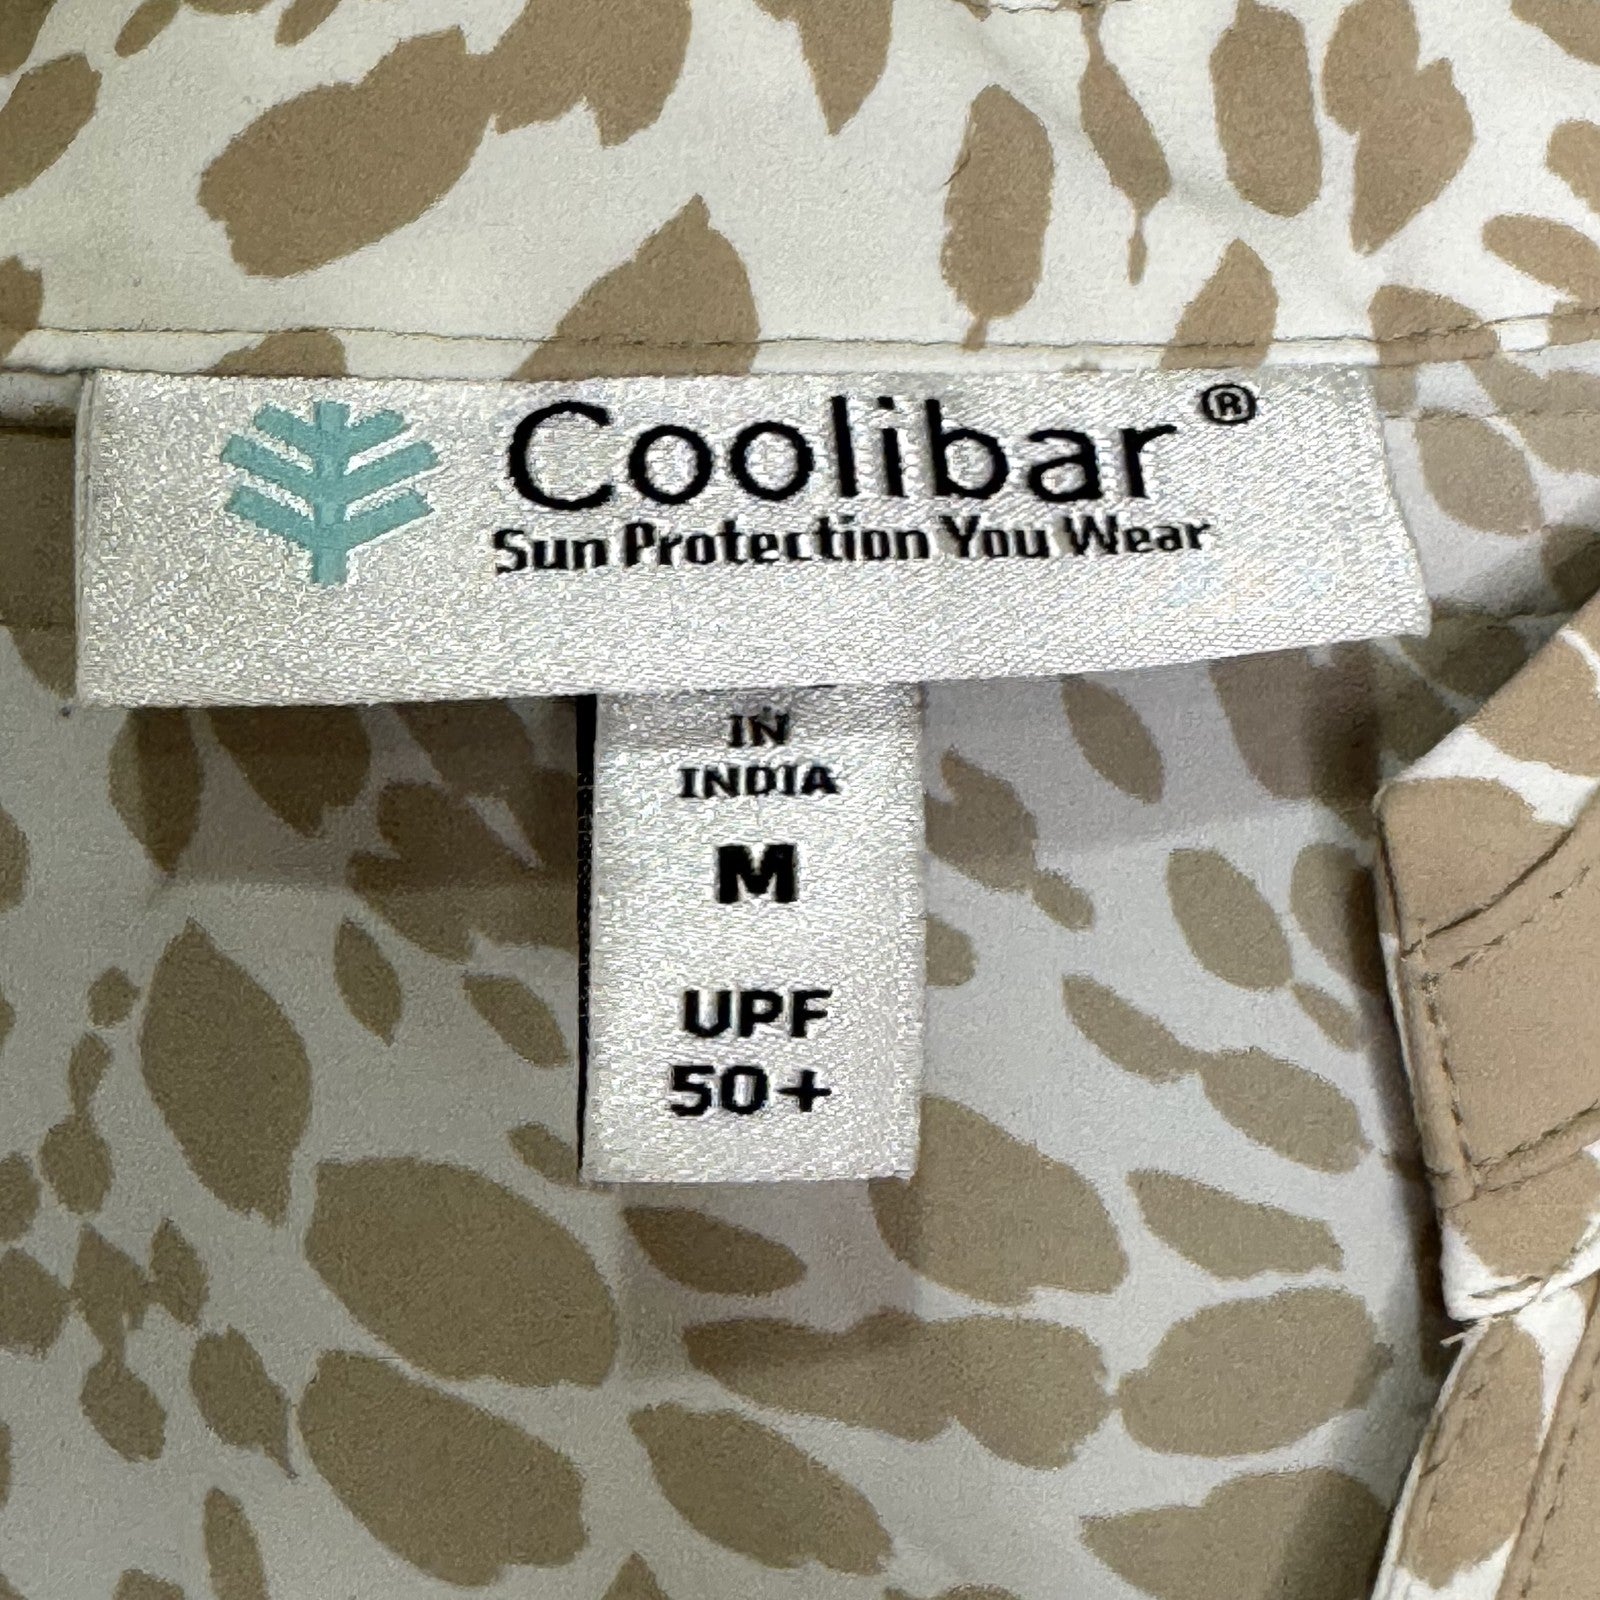 Coolibar®
Sun Protection You Wear
IN
INDIA
M
UPF
50+